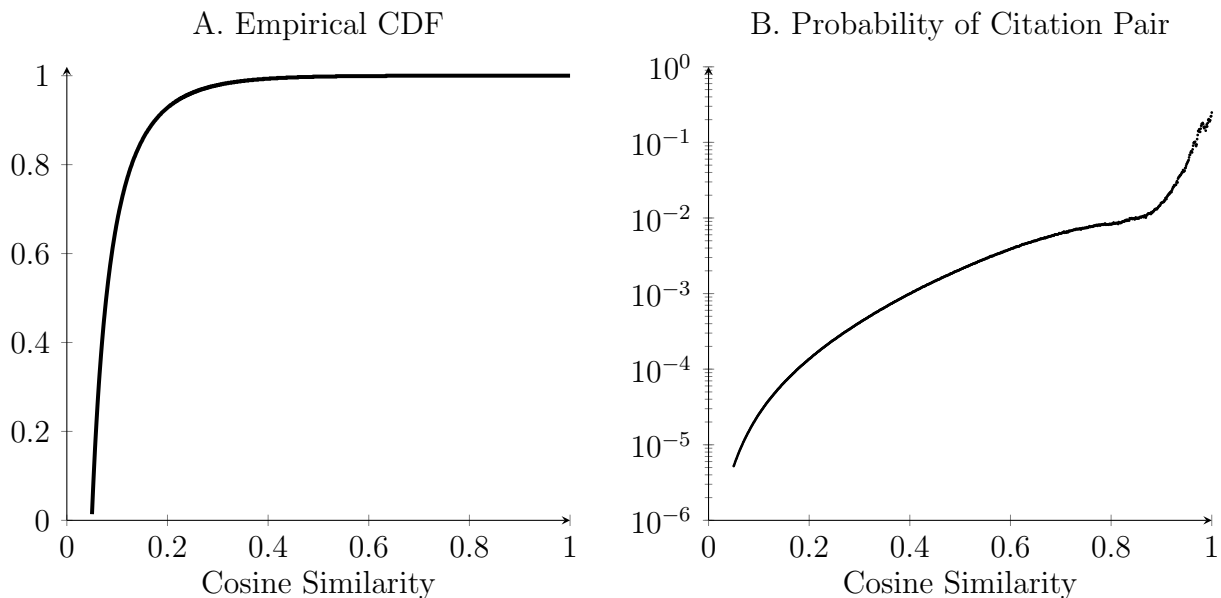 A. Empirical CDF
1
0.8
0.6
0.4
0.2
0
0 0.2 0.4 0.6 0.8 1
Cosine Similarity
B. Probability of Citation Pair
10⁰
10⁻¹
10⁻²
10⁻³
10⁻⁴
10⁻⁵
10⁻⁶
0 0.2 0.4 0.6 0.8 1
Cosine Similarity